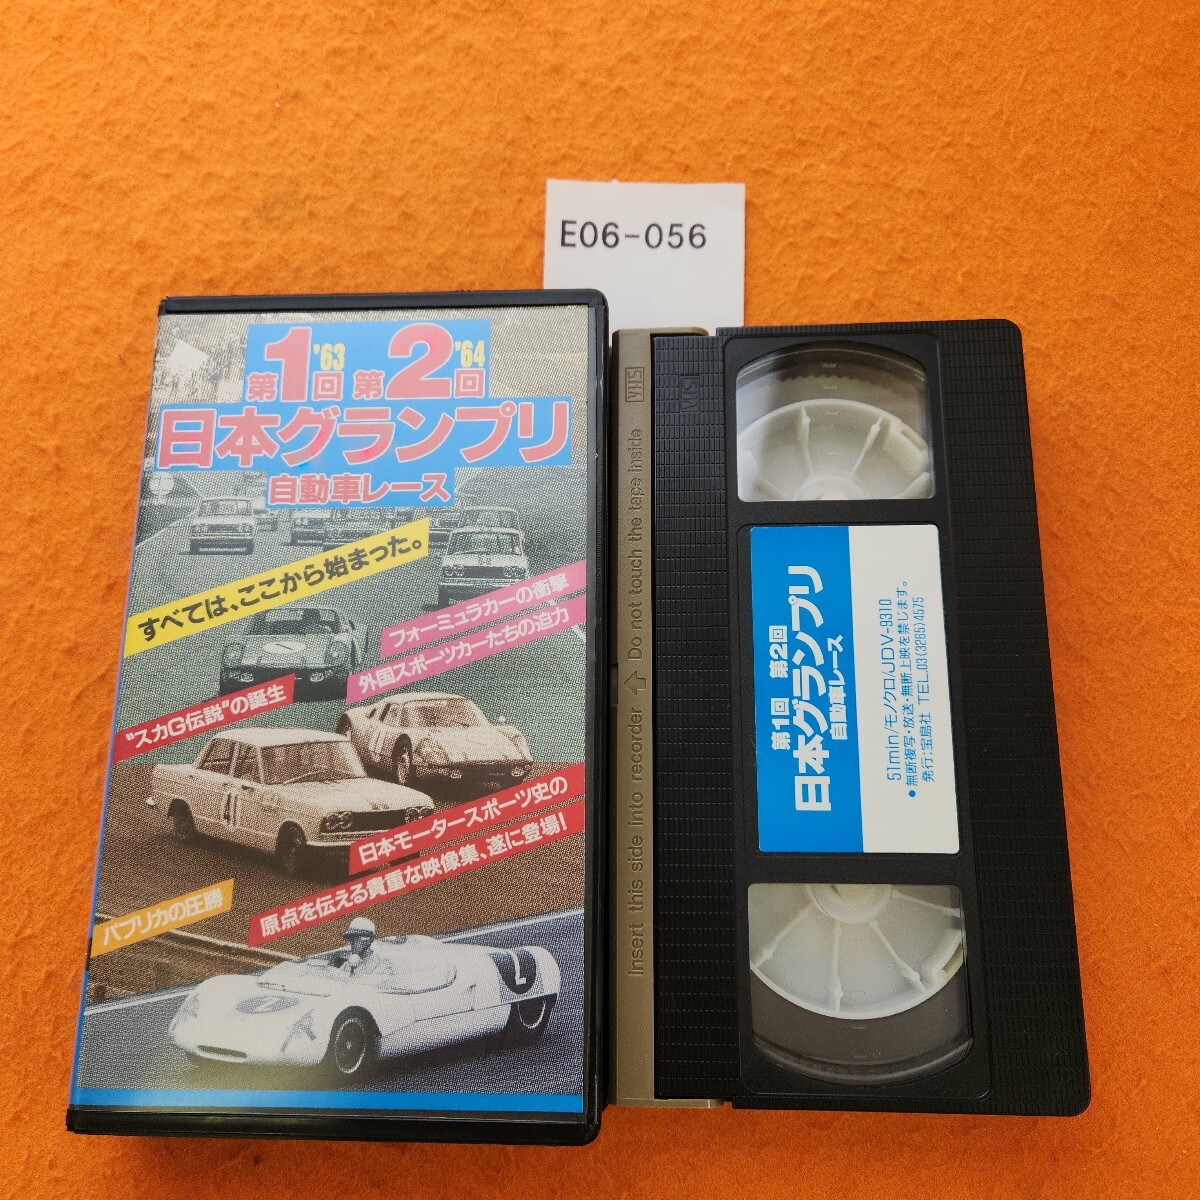 E06-056
第1回 '63 第2回 '64
日本グランプリ
自動車レース
すべては、ここから始まった。
フォーミュラカーの衝撃
外国スポーツカーたちの迫力
"スカG伝説"の誕生
41
日本モータースポーツ史の
原点を伝える貴重な映像集、遂に登場!
パブリカの圧勝
2
VHS
Insert this side into recorder ⇧ Do not touch the tape inside
VHS
第1回 第2回
日本グランプリ
自動車レース
51min/モノクロ/JDV-9310
●無断複写・放送・無断上映を禁じます。
発行:宝島社 TEL.03(3265)4575